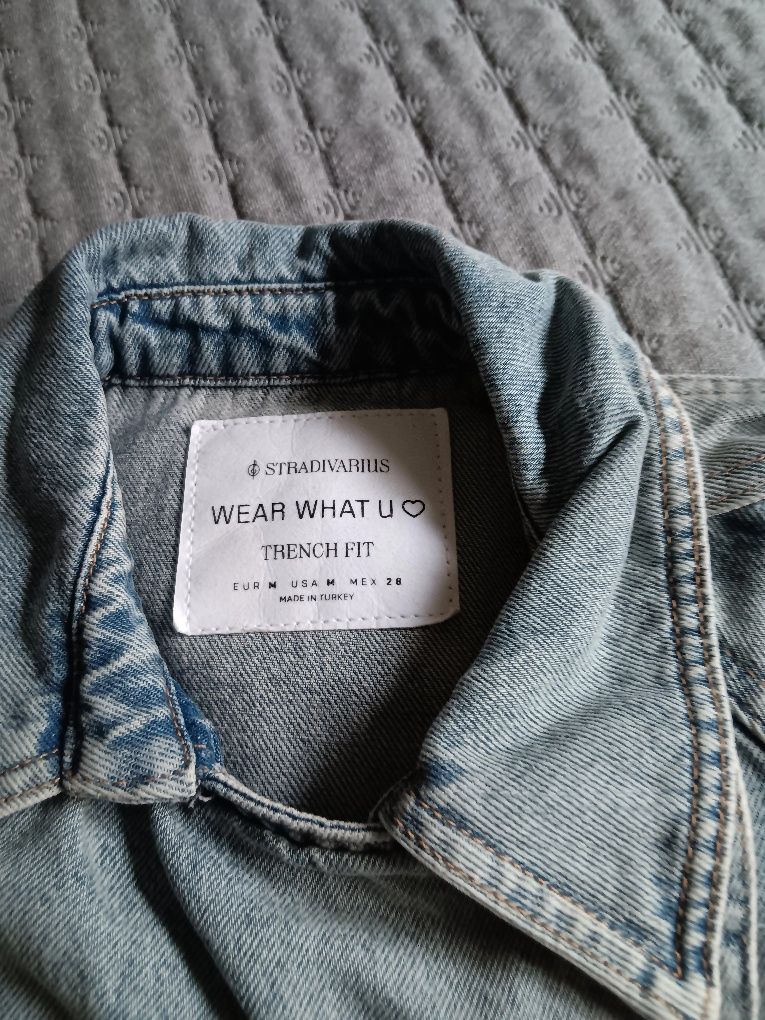 STRADIVARIUS
WEAR WHAT U ♡
TRENCH FIT
EUR M USA M MEX 28
MADE IN TURKEY